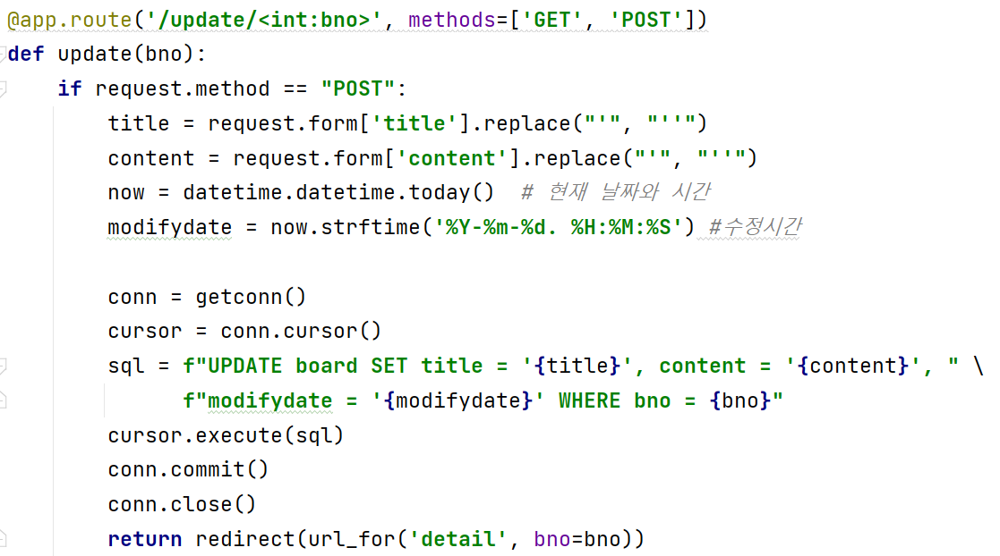 @app.route('/update/<int:bno>', methods=['GET', 'POST'])
def update(bno):
    if request.method == "POST":
        title = request.form['title'].replace("'", "''")
        content = request.form['content'].replace("'", "''")
        now = datetime.datetime.today()  # 현재 날짜와 시간
        modifydate = now.strftime('%Y-%m-%d. %H:%M:%S') #수정시간
        conn = getconn()
        cursor = conn.cursor()
        sql = f"UPDATE board SET title = '{title}', content = '{content}', " \
              f"modifydate = '{modifydate}' WHERE bno = {bno}"
        cursor.execute(sql)
        conn.commit()
        conn.close()
        return redirect(url_for('detail', bno=bno))